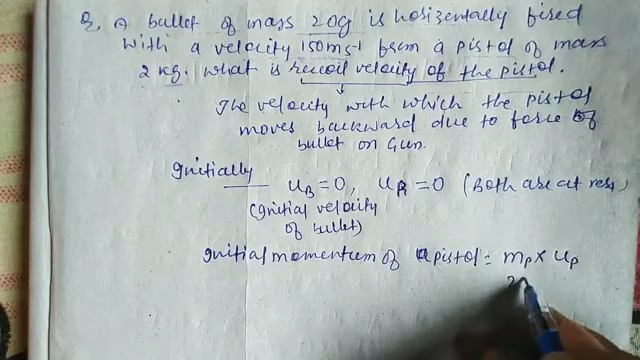 Q. A bullet of mass 20g is horizontally fired
with a velocity 150ms-1 from a pistol of mass
2 kg. what is recoil velocity of the pistol.
The velocity with which the pistol
moves backward due to force of
bullet on Gun.
Initially
uB=0, uP=0 (Both are at rest)
(Initial velocity
of bullet)
Initial momentum of pistol = mp x up